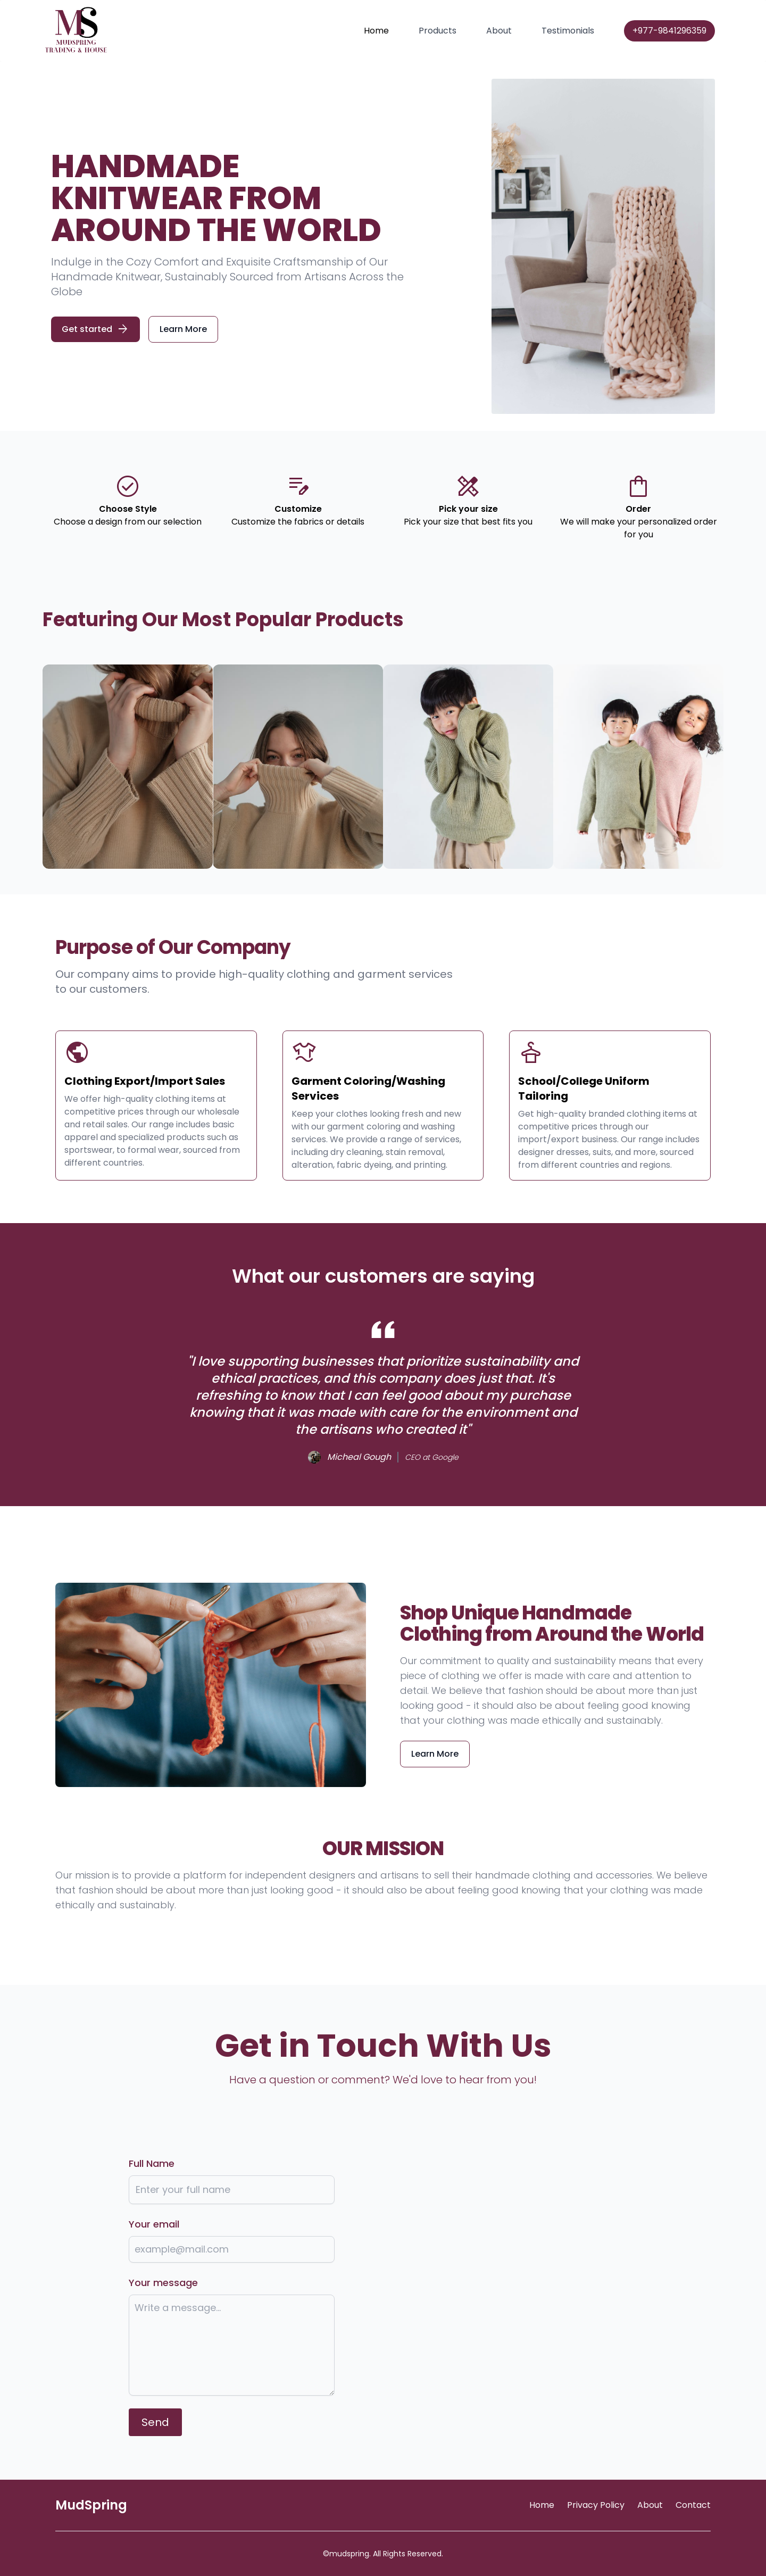 MS
MUDSPRING
TRADING & HOUSE
Home
Products
About
Testimonials
+977-9841296359
HANDMADE
KNITWEAR FROM
AROUND THE WORLD
Indulge in the Cozy Comfort and Exquisite Craftsmanship of Our
Handmade Knitwear, Sustainably Sourced from Artisans Across the
Globe
Get started
Learn More
Choose Style
Choose a design from our selection
Customize
Customize the fabrics or details
Pick your size
Pick your size that best fits you
Order
We will make your personalized order
for you
Featuring Our Most Popular Products
Purpose of Our Company
Our company aims to provide high-quality clothing and garment services
to our customers.
Clothing Export/Import Sales
We offer high-quality clothing items at
competitive prices through our wholesale
and retail sales. Our range includes basic
apparel and specialized products such as
sportswear, to formal wear, sourced from
different countries.
Garment Coloring/Washing
Services
Keep your clothes looking fresh and new
with our garment coloring and washing
services. We provide a range of services,
including dry cleaning, stain removal,
alteration, fabric dyeing, and printing.
School/College Uniform
Tailoring
Get high-quality branded clothing items at
competitive prices through our
import/export business. Our range includes
designer dresses, suits, and more, sourced
from different countries and regions.
What our customers are saying
"I love supporting businesses that prioritize sustainability and
ethical practices, and this company does just that. It's
refreshing to know that I can feel good about my purchase
knowing that it was made with care for the environment and
the artisans who created it"
Micheal Gough
CEO at Google
Shop Unique Handmade
Clothing from Around the World
Our commitment to quality and sustainability means that every
piece of clothing we offer is made with care and attention to
detail. We believe that fashion should be about more than just
looking good - it should also be about feeling good knowing
that your clothing was made ethically and sustainably.
Learn More
OUR MISSION
Our mission is to provide a platform for independent designers and artisans to sell their handmade clothing and accessories. We believe
that fashion should be about more than just looking good - it should also be about feeling good knowing that your clothing was made
ethically and sustainably.
Get in Touch With Us
Have a question or comment? We'd love to hear from you!
Full Name
Enter your full name
Your email
example@mail.com
Your message
Write a message...
Send
MudSpring
Home
Privacy Policy
About
Contact
©mudspring. All Rights Reserved.